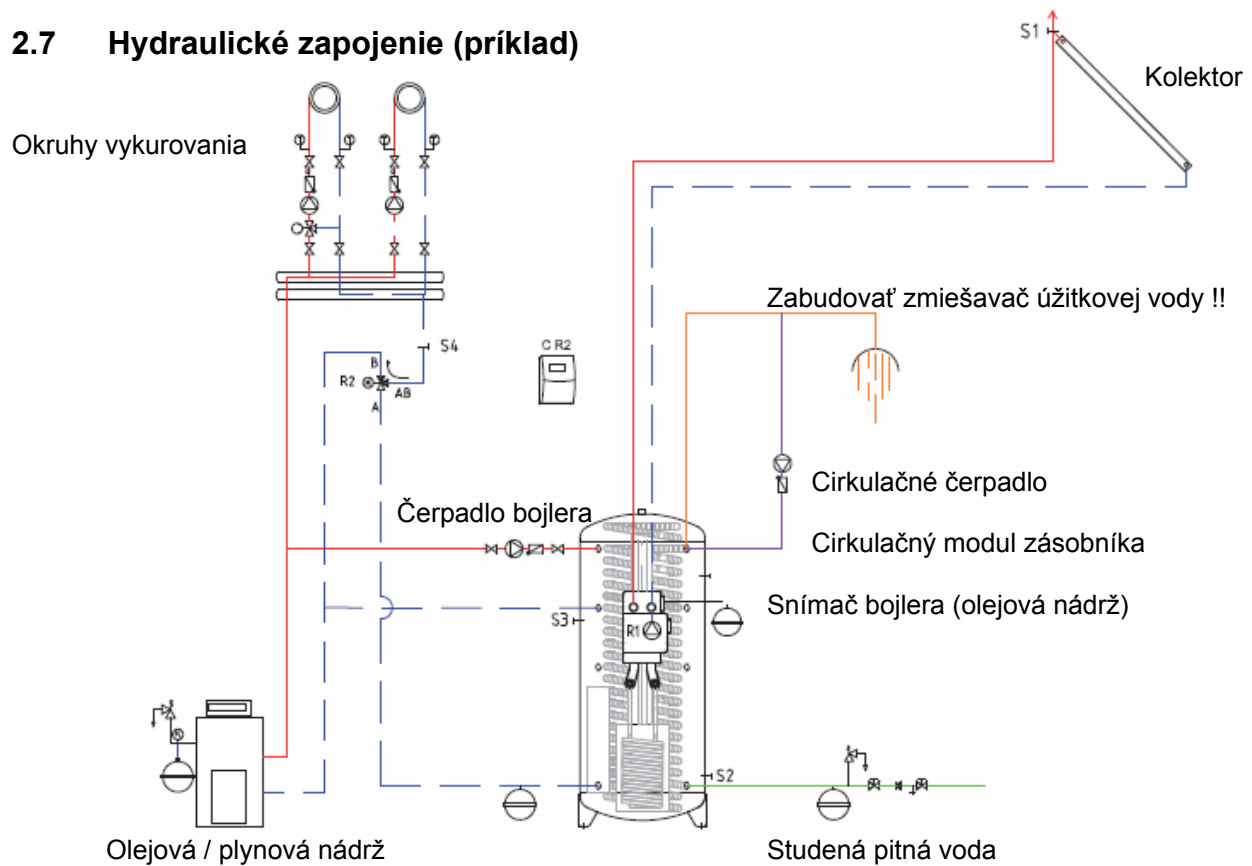 2.7 Hydraulické zapojenie (príklad)
S1
Kolektor
Okruhy vykurovania
Zabudovať zmiešavač úžitkovej vody !!
S4
C R2
B
R2
AB
A
Cirkulačné čerpadlo
Čerpadlo bojlera
Cirkulačný modul zásobníka
Snímač bojlera (olejová nádrž)
S3
R1
S2
Olejová / plynová nádrž
Studená pitná voda